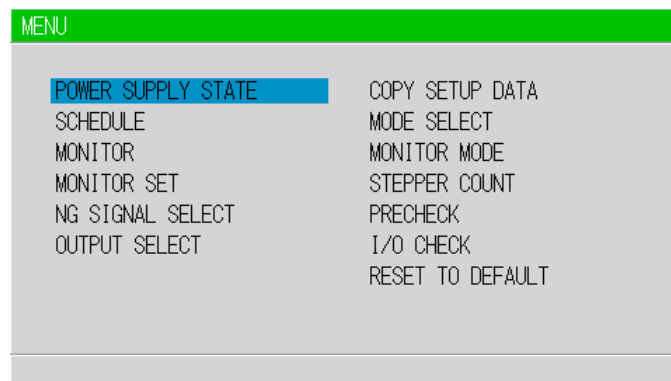 MENU
POWER SUPPLY STATE
SCHEDULE
MONITOR
MONITOR SET
NG SIGNAL SELECT
OUTPUT SELECT
COPY SETUP DATA
MODE SELECT
MONITOR MODE
STEPPER COUNT
PRECHECK
I/O CHECK
RESET TO DEFAULT